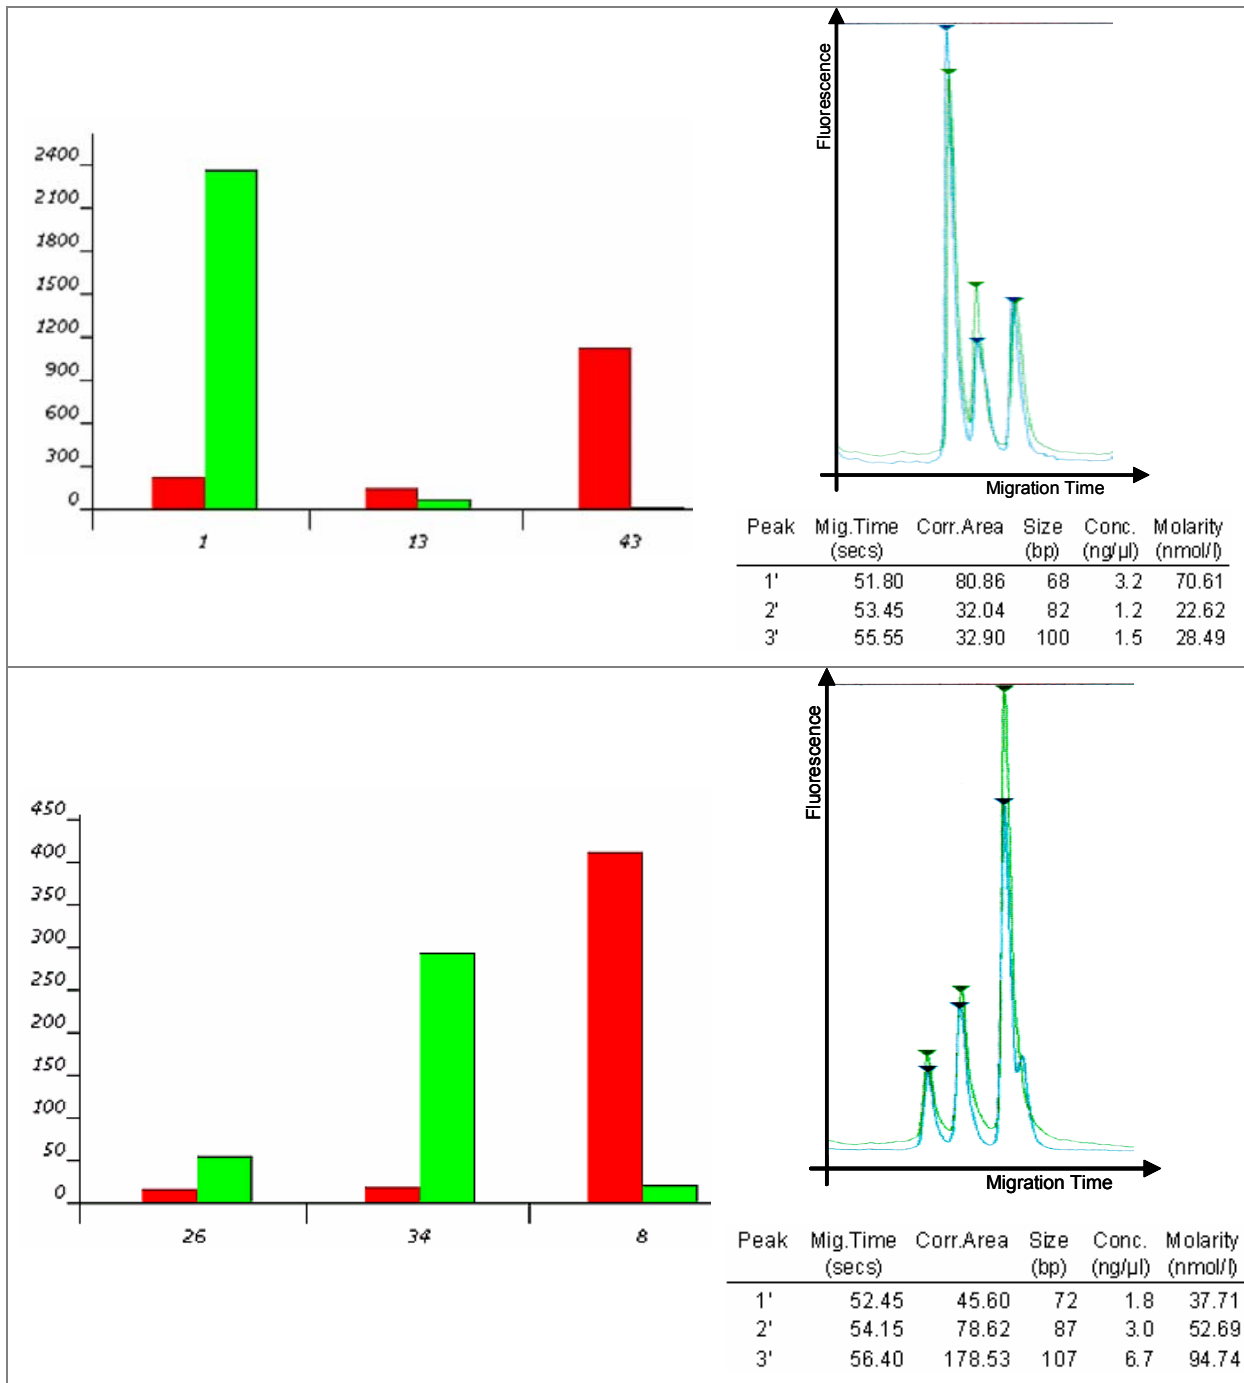 2400
2100
1800
1500
1200
900
600
300
0
1 13 43
Fluorescence
Migration Time
Peak Mig.Time Corr.Area Size Conc. Molarity
(secs) (bp) (ng/µl) (nmol/l)
1' 51.80 80.86 68 3.2 70.61
2' 53.45 32.04 82 1.2 22.62
3' 55.55 32.90 100 1.5 28.49
450
400
350
300
250
200
150
100
50
0
26 34 8
Fluorescence
Migration Time
Peak Mig.Time Corr.Area Size Conc. Molarity
(secs) (bp) (ng/µl) (nmol/l)
1' 52.45 45.60 72 1.8 37.71
2' 54.15 78.62 87 3.0 52.69
3' 56.40 178.53 107 6.7 94.74